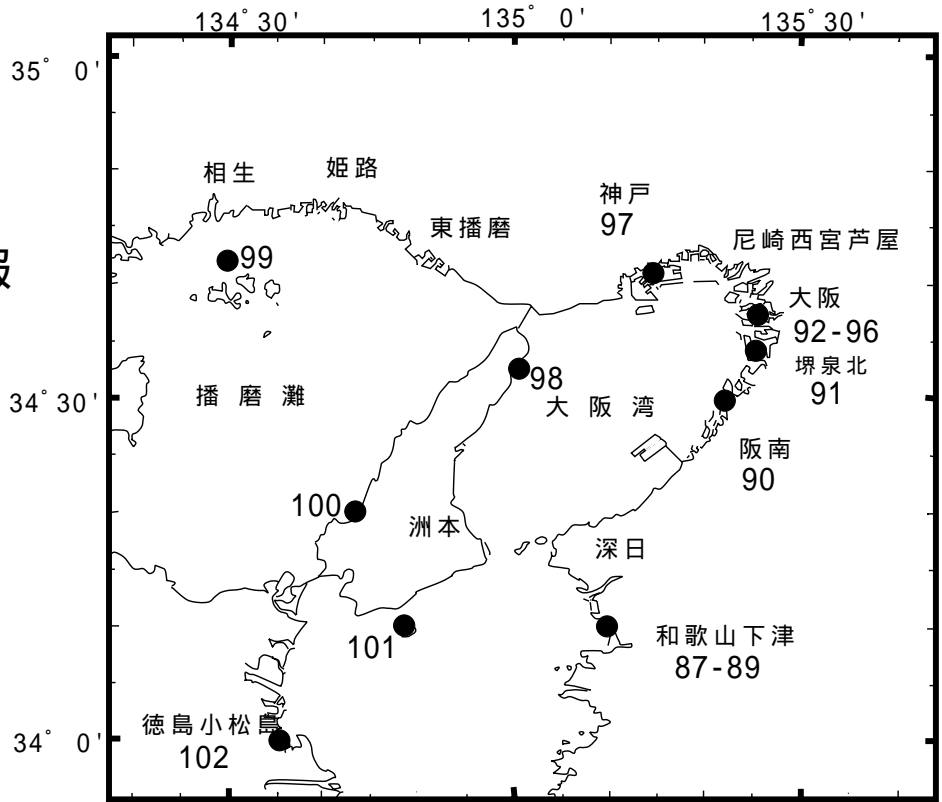 134° 30'
135° 0'
135° 30'
35° 0'
相生
姫路
神戸
97
東播磨
尼崎西宮芦屋
報
99
大阪
92-96
堺泉北
91
98
播磨灘
大阪湾
34° 30'
阪南
90
100
洲本
深日
101
和歌山下津
87-89
徳島小松島
102
34° 0'